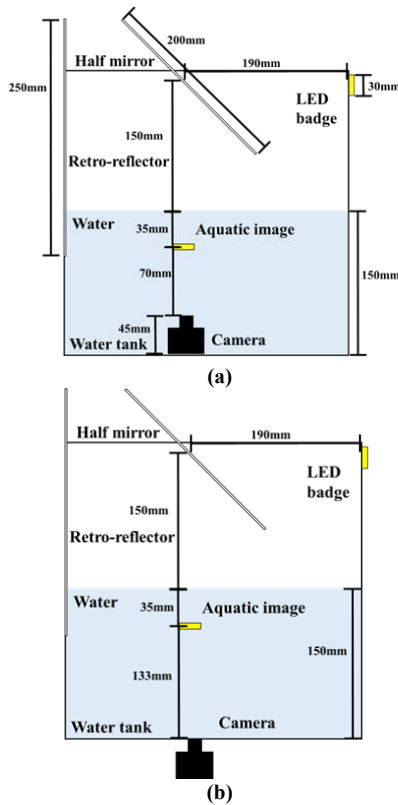 200mm
Half mirror
190mm
250mm
30mm
LED
badge
150mm
Retro-reflector
Water
35mm
Aquatic image
70mm
150mm
45mm
Water tank
Camera
(a)
Half mirror
190mm
LED
badge
150mm
Retro-reflector
Water
35mm
Aquatic image
150mm
133mm
Water tank
Camera
(b)